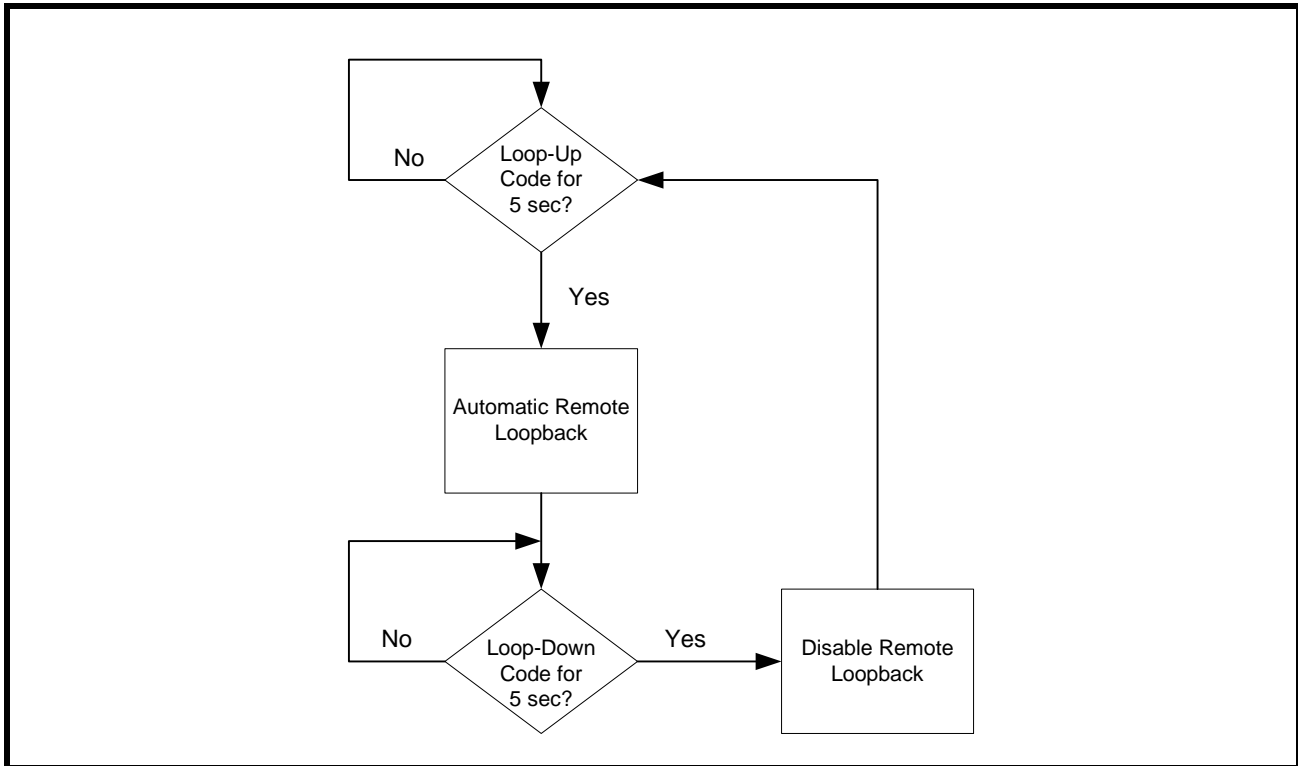 No
Loop-Up
Code for
5 sec?
Yes
Automatic Remote
Loopback
No
Loop-Down
Code for
5 sec?
Yes
Disable Remote
Loopback